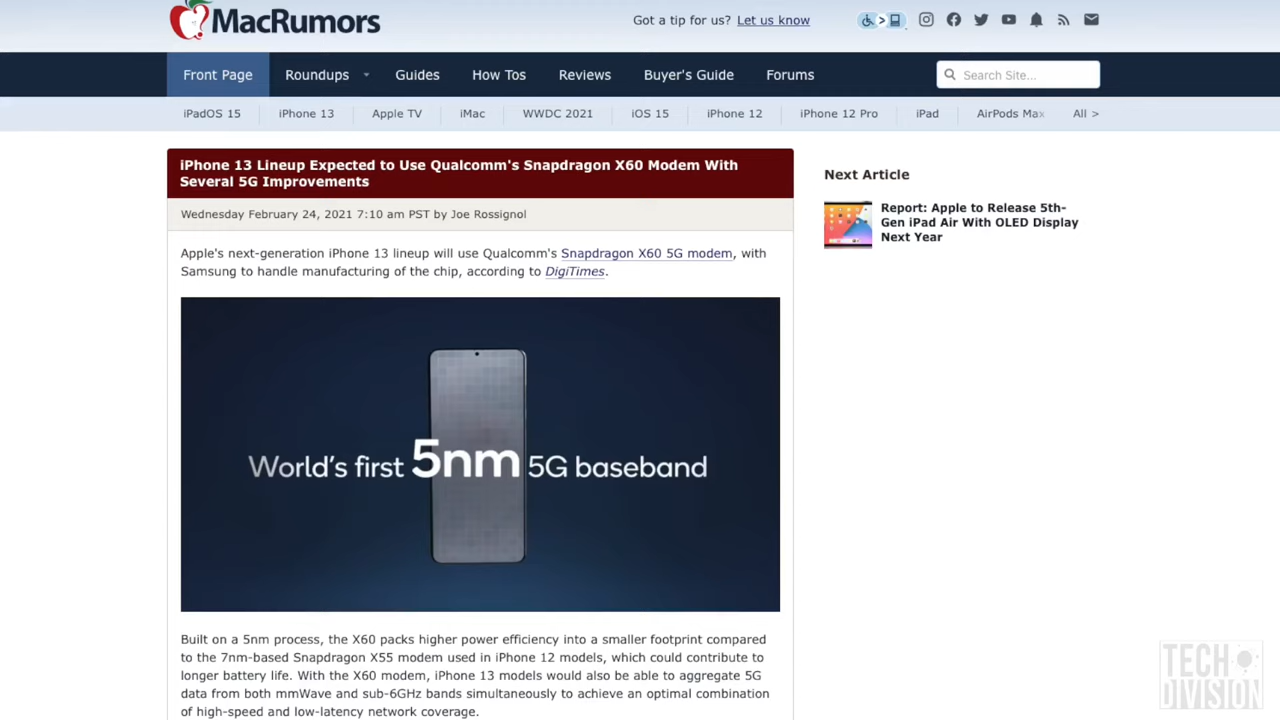 MacRumors
Got a tip for us? Let us know
Front Page Roundups Guides How Tos Reviews Buyer's Guide Forums Search Site...
iPadOS 15 iPhone 13 Apple TV iMac WWDC 2021 iOS 15 iPhone 12 iPhone 12 Pro iPad AirPods Max All >
iPhone 13 Lineup Expected to Use Qualcomm's Snapdragon X60 Modem With
Several 5G Improvements
Wednesday February 24, 2021 7:10 am PST by Joe Rossignol
Apple's next-generation iPhone 13 lineup will use Qualcomm's Snapdragon X60 5G modem, with
Samsung to handle manufacturing of the chip, according to DigiTimes.
World's first 5nm 5G baseband
Built on a 5nm process, the X60 packs higher power efficiency into a smaller footprint compared
to the 7nm-based Snapdragon X55 modem used in iPhone 12 models, which could contribute to
longer battery life. With the X60 modem, iPhone 13 models would also be able to aggregate 5G
data from both mmWave and sub-6GHz bands simultaneously to achieve an optimal combination
of high-speed and low-latency network coverage.
Next Article
Report: Apple to Release 5th-
Gen iPad Air With OLED Display
Next Year
TECH
DIVISION